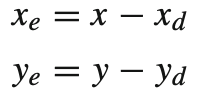 xₑ = x − x_d
yₑ = y − y_d